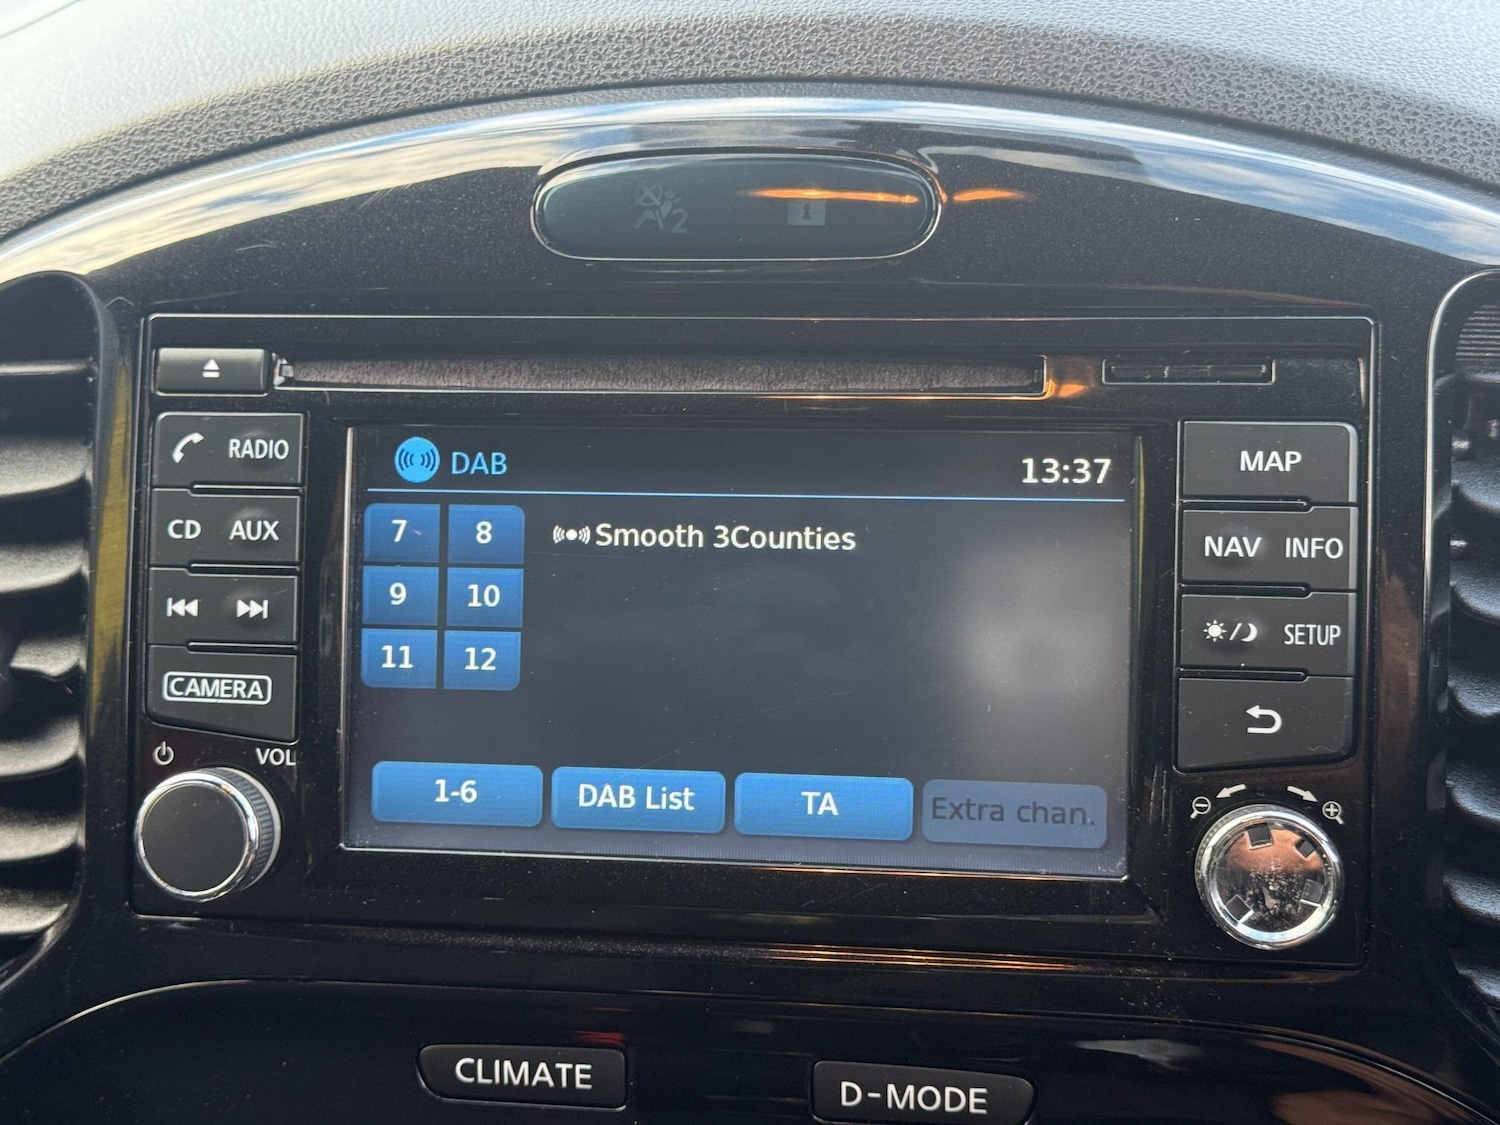 2
RADIO
CD AUX
CAMERA
VOL
DAB 13:37
7 8
9 10
11 12
Smooth 3Counties
1-6 DAB List TA Extra chan.
MAP
NAV INFO
SETUP
CLIMATE
D-MODE